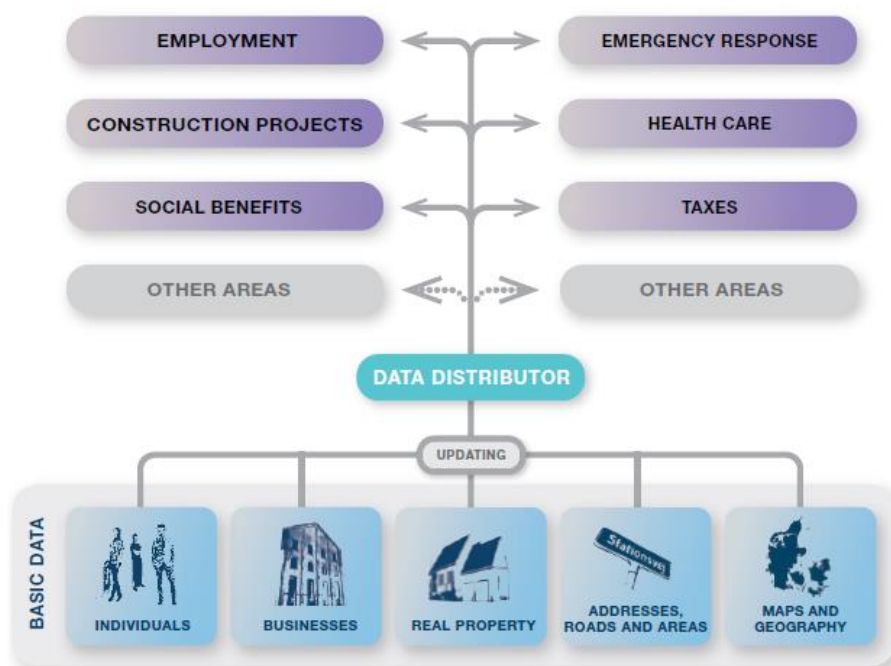 EMPLOYMENT
EMERGENCY RESPONSE
CONSTRUCTION PROJECTS
HEALTH CARE
SOCIAL BENEFITS
TAXES
OTHER AREAS
OTHER AREAS
DATA DISTRIBUTOR
UPDATING
BASIC DATA
Stationsvej
INDIVIDUALS
BUSINESSES
REAL PROPERTY
ADDRESSES,
ROADS AND AREAS
MAPS AND
GEOGRAPHY